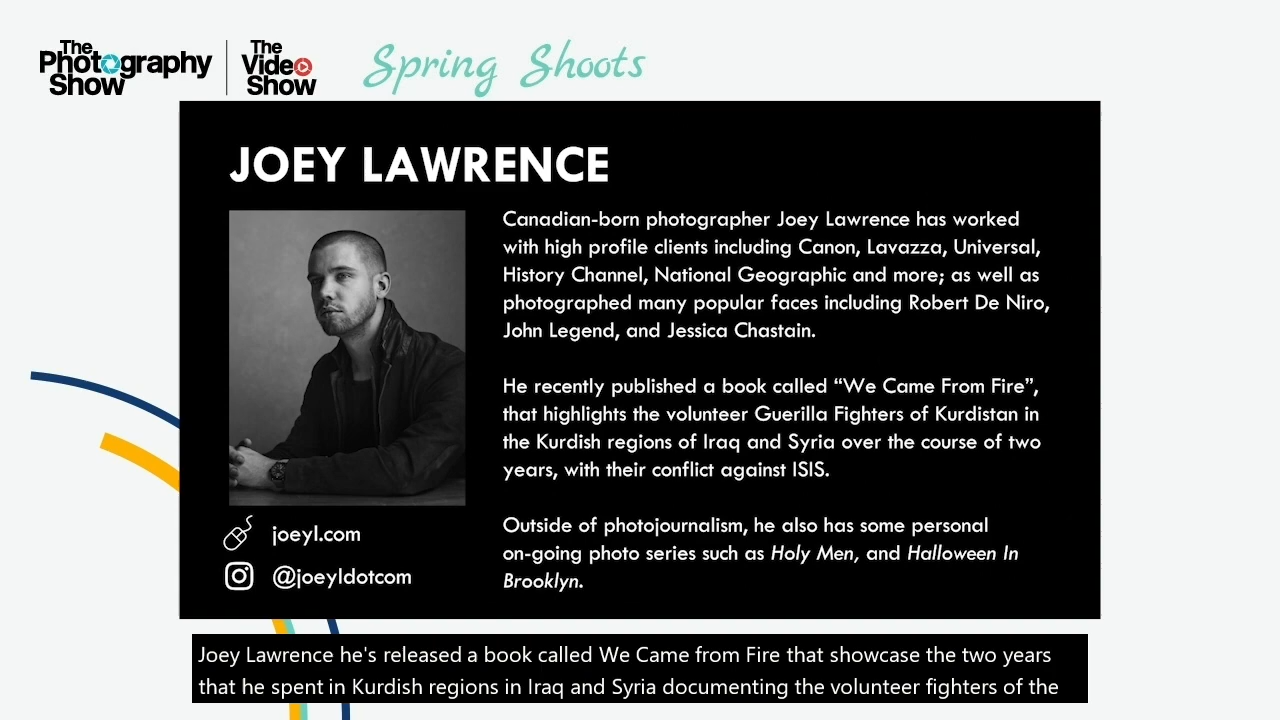 The
Photography
Show
The
Video
Show
Spring Shoots
JOEY LAWRENCE
Canadian-born photographer Joey Lawrence has worked
with high profile clients including Canon, Lavazza, Universal,
History Channel, National Geographic and more; as well as
photographed many popular faces including Robert De Niro,
John Legend, and Jessica Chastain.
He recently published a book called “We Came From Fire”,
that highlights the volunteer Guerilla Fighters of Kurdistan in
the Kurdish regions of Iraq and Syria over the course of two
years, with their conflict against ISIS.
Outside of photojournalism, he also has some personal
on-going photo series such as Holy Men, and Halloween In
Brooklyn.
joeyl.com
@joeyldotcom
Joey Lawrence he's released a book called We Came from Fire that showcase the two years
that he spent in Kurdish regions in Iraq and Syria documenting the volunteer fighters of the